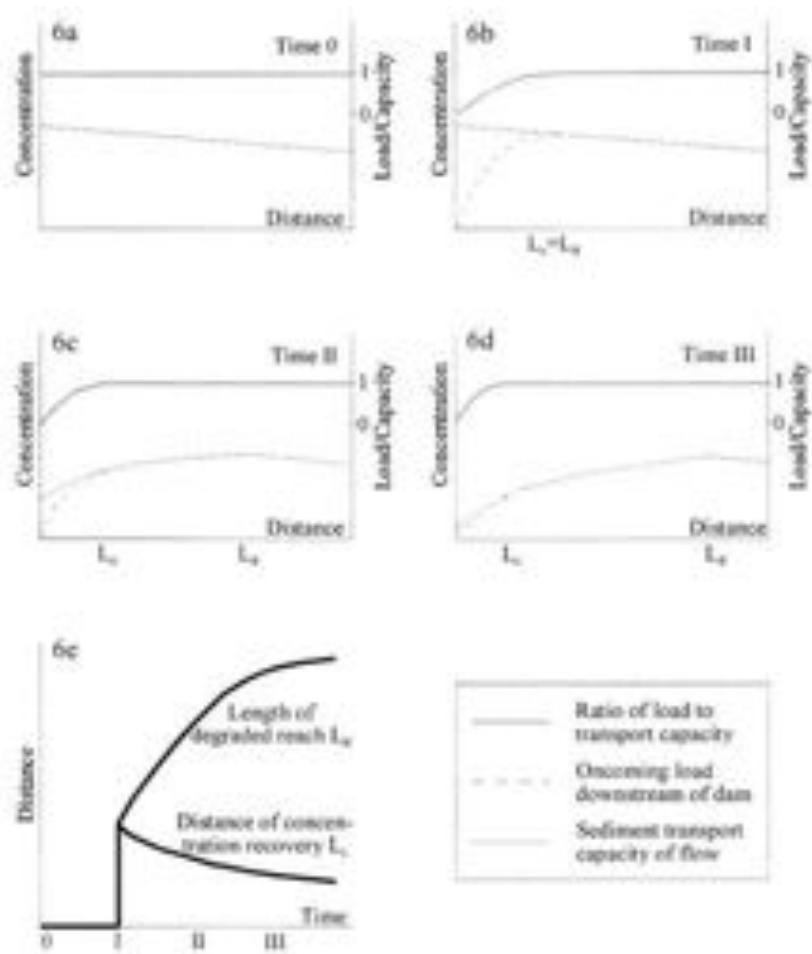 6a
Time 0
Concentration
Load/Capacity
1
0
Distance
6b
Time I
Concentration
Load/Capacity
1
0
Distance
6c
Time II
Concentration
Load/Capacity
1
0
Distance
6d
Time III
Concentration
Load/Capacity
1
0
Distance
6e
Distance
Length of
degraded reach
Distance of concen-
tration recovery
Time
0
I
II
III
Ratio of load to
transport capacity
Oncoming load
downstream of dam
Sediment transport
capacity of flow